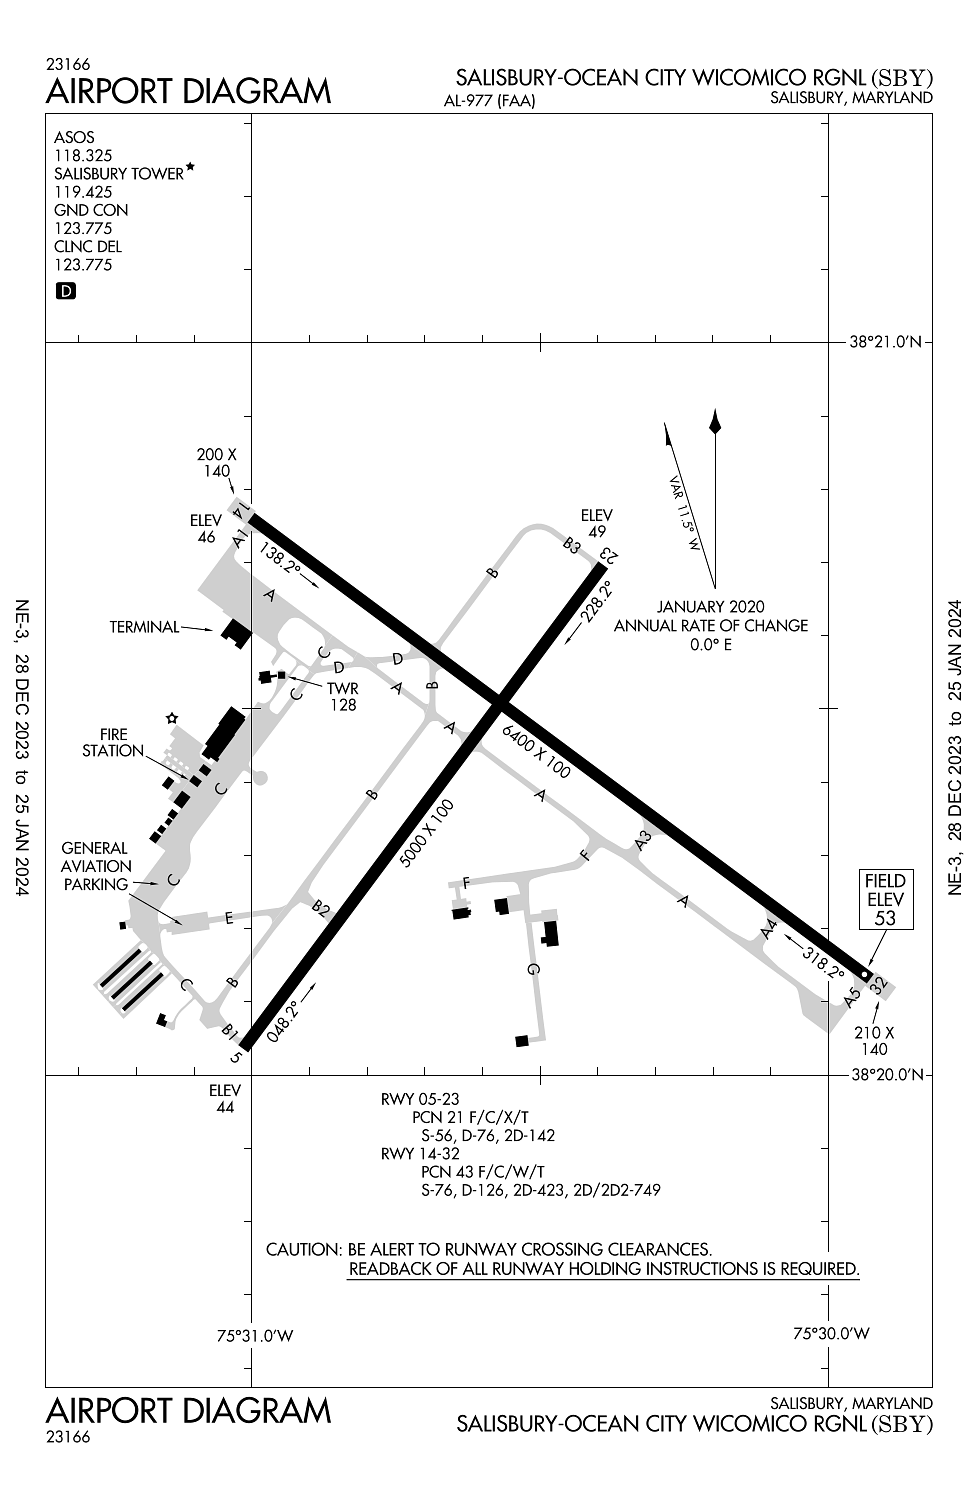 23166
AIRPORT DIAGRAM
SALISBURY-OCEAN CITY WICOMICO RGNL (SBY)
AL-977 (FAA)
SALISBURY, MARYLAND
ASOS
118.325
SALISBURY TOWER★
119.425
GND CON
123.775
CLNC DEL
123.775
D
38°21.0'N
200 X
140
14
ELEV
46
A1
138.2°
A
ELEV
49
B3
23
B
228.2°
VAR 11.5° W
JANUARY 2020
ANNUAL RATE OF CHANGE
0.0° E
TERMINAL
C
D
D
A
B
C
TWR
128
A
FIRE
STATION
6400 X 100
C
B
A
5000 X 100
A3
F
GENERAL
AVIATION
PARKING
C
F
FIELD
ELEV
53
A
E
B2
A4
318.2°
G
C
B
A5
32
048.2°
B1
5
210 X
140
38°20.0'N
ELEV
44
RWY 05-23
PCN 21 F/C/X/T
S-56, D-76, 2D-142
RWY 14-32
PCN 43 F/C/W/T
S-76, D-126, 2D-423, 2D/2D2-749
CAUTION: BE ALERT TO RUNWAY CROSSING CLEARANCES.
READBACK OF ALL RUNWAY HOLDING INSTRUCTIONS IS REQUIRED.
75°31.0'W
75°30.0'W
NE-3, 28 DEC 2023 to 25 JAN 2024
NE-3, 28 DEC 2023 to 25 JAN 2024
AIRPORT DIAGRAM
23166
SALISBURY, MARYLAND
SALISBURY-OCEAN CITY WICOMICO RGNL (SBY)